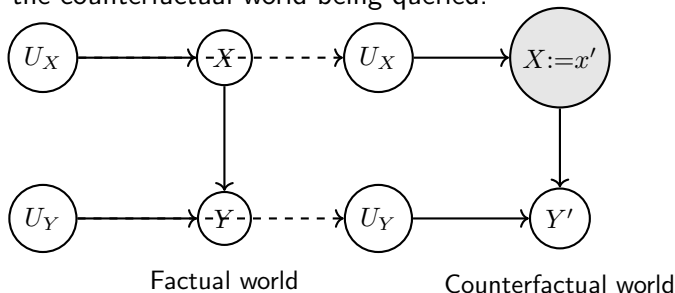 the counterfactual world being queried.
U_X X U_X X:=x′
U_Y Y U_Y Y′
Factual world
Counterfactual world